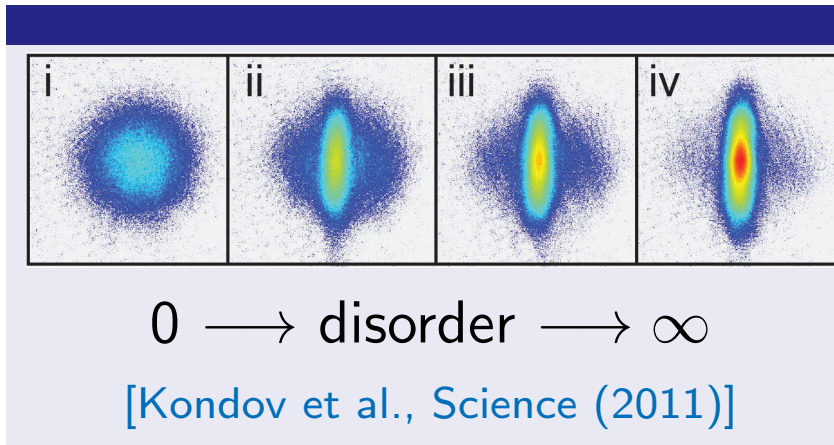 i ii iii iv
0 ⟶ disorder ⟶ ∞
[Kondov et al., Science (2011)]